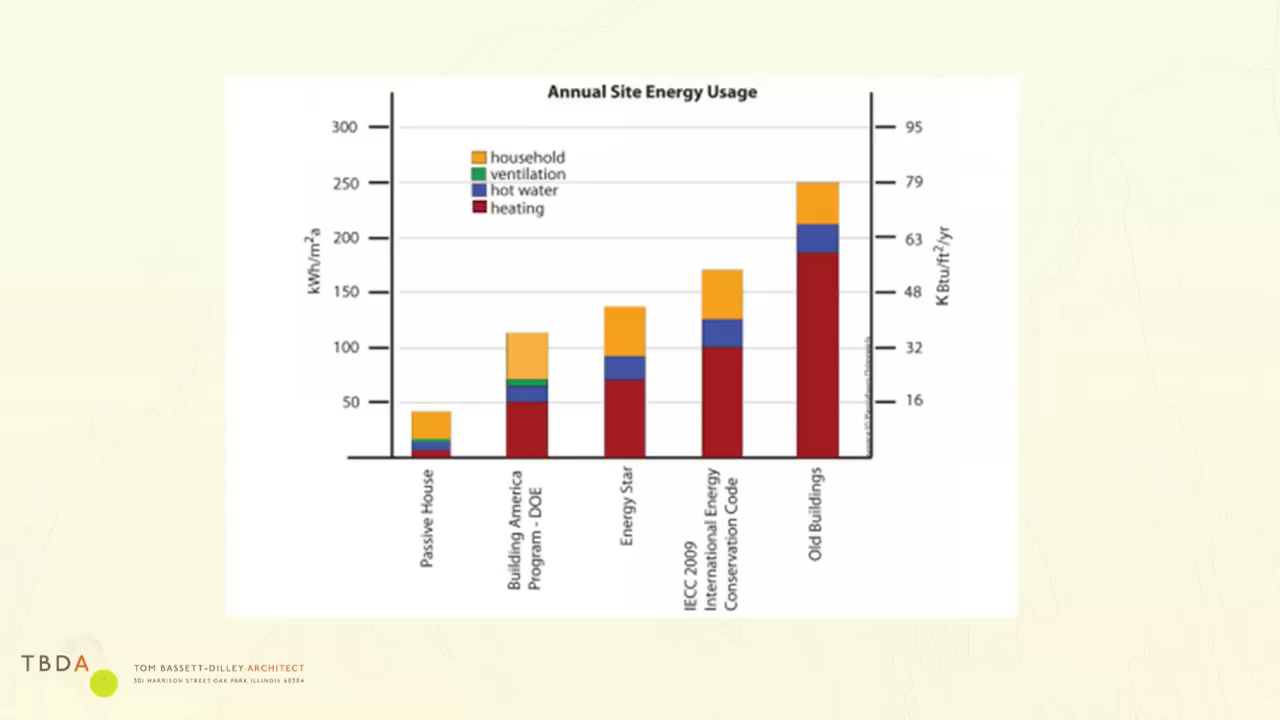 Annual Site Energy Usage
300
250
200
150
100
50
kWh/m²a
household
ventilation
hot water
heating
95
79
63
48
32
16
K Btu/ft²/yr
Passive House
Building America
Program - DOE
Energy Star
IECC 2009
International Energy
Conservation Code
Old Buildings
TBDA
TOM BASSETT-DILLEY ARCHITECT
301 HARRISON STREET OAK PARK ILLINOIS 60304